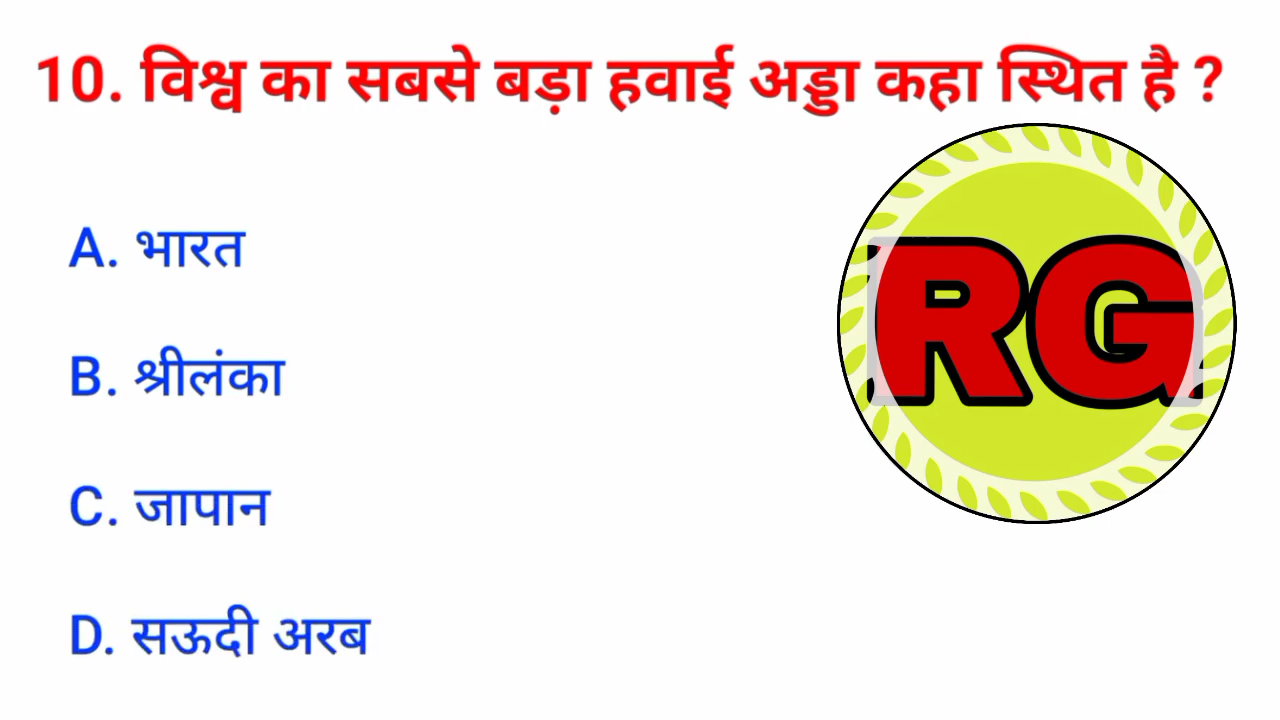 10. विश्व का सबसे बड़ा हवाई अड्डा कहा स्थित है ?
A. भारत
RG
B. श्रीलंका
C. जापान
D. सऊदी अरब